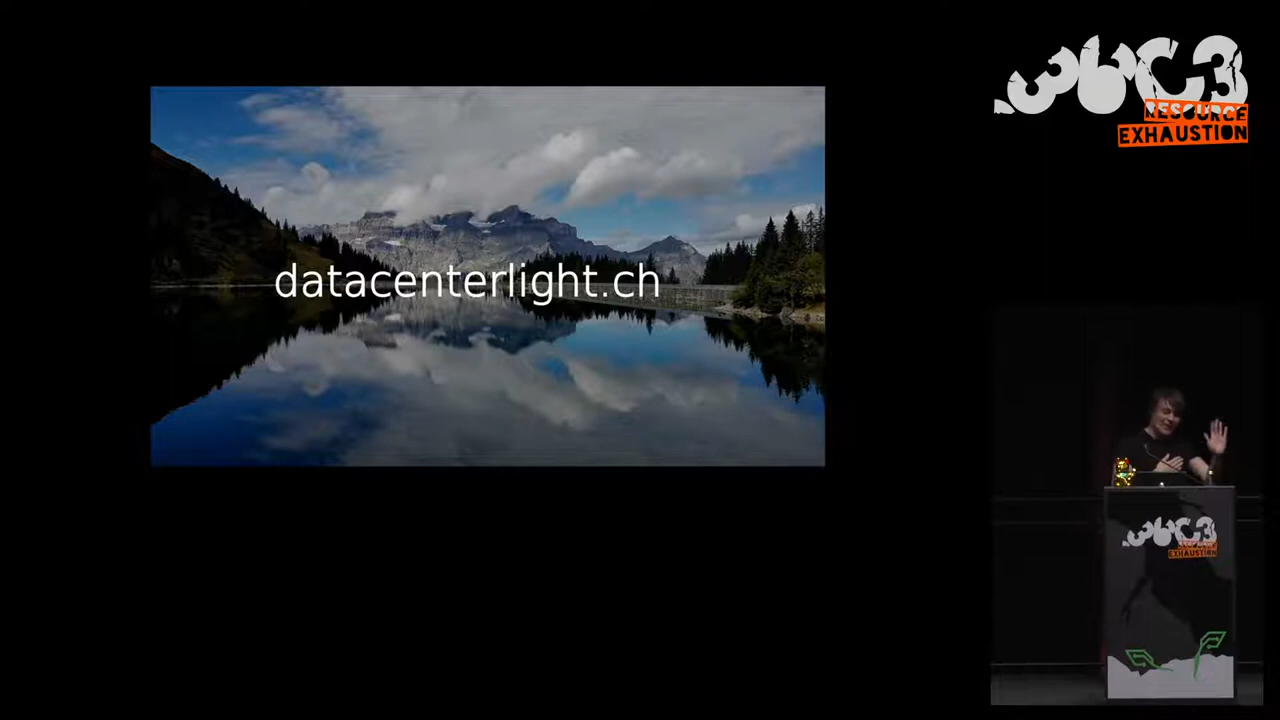 datacenterlight.ch
36C3
RESOURCE
EXHAUSTION
36C3
RESOURCE
EXHAUSTION